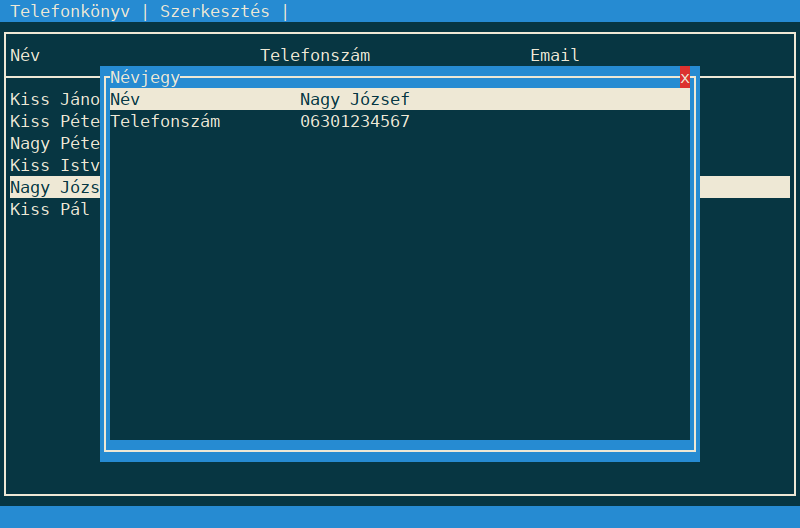 Telefonkönyv | Szerkesztés |
Név Telefonszám Email
Névjegy x
Kiss Jáno Név Nagy József
Kiss Péte Telefonszám 06301234567
Nagy Péte
Kiss Istv
Nagy Józs
Kiss Pál